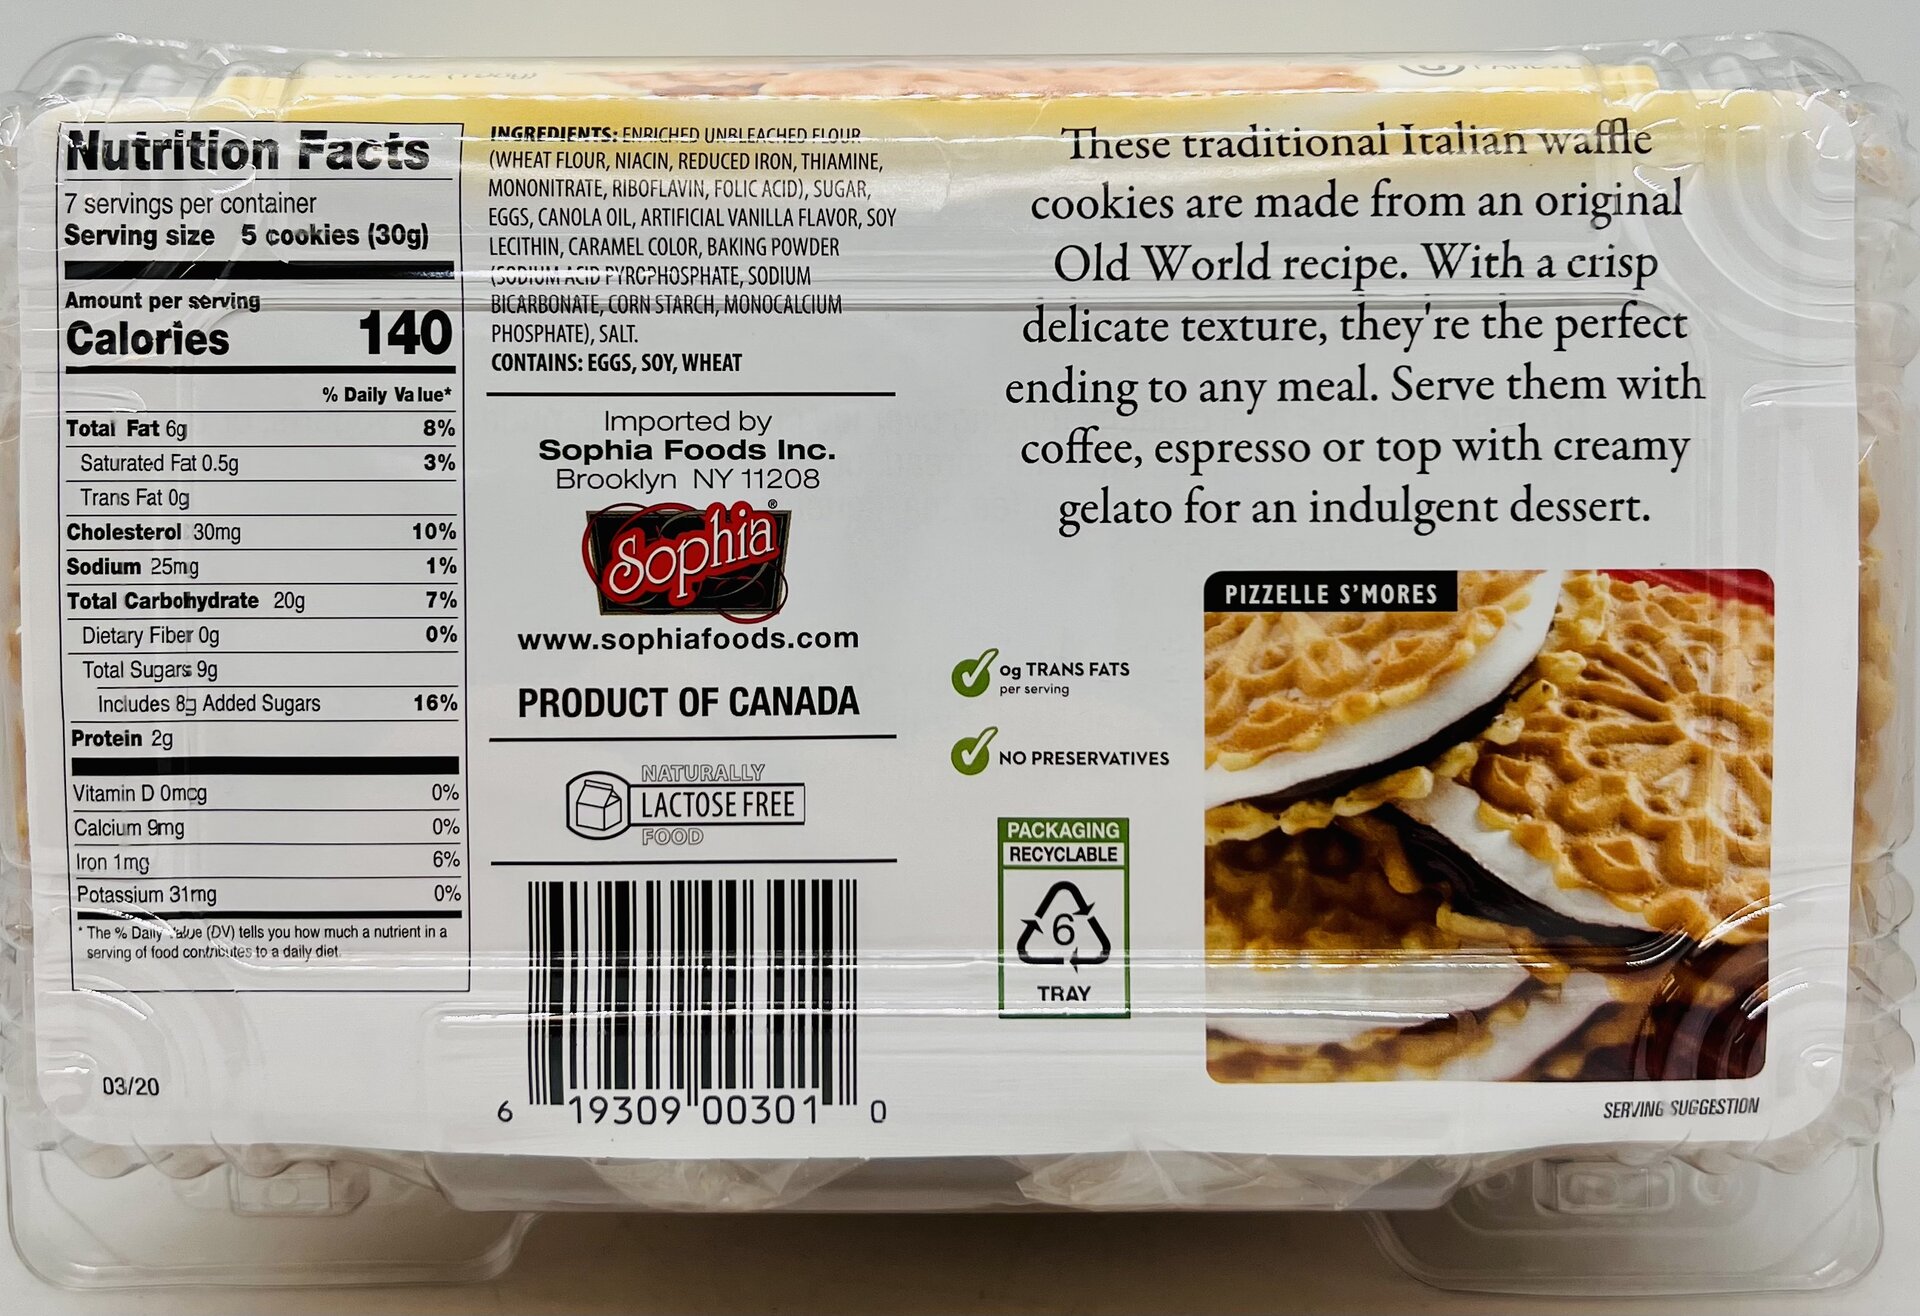 Nutrition Facts
7 servings per container
Serving size 5 cookies (30g)
Amount per serving
Calories 140
% Daily Value*
Total Fat 6g 8%
Saturated Fat 0.5g 3%
Trans Fat 0g
Cholesterol 30mg 10%
Sodium 25mg 1%
Total Carbohydrate 20g 7%
Dietary Fiber 0g 0%
Total Sugars 9g
Includes 8g Added Sugars 16%
Protein 2g
Vitamin D 0mcg 0%
Calcium 9mg 0%
Iron 1mg 6%
Potassium 31mg 0%
* The % Daily Value (DV) tells you how much a nutrient in a
serving of food contributes to a daily diet.
03/20
INGREDIENTS: ENRICHED UNBLEACHED FLOUR
(WHEAT FLOUR, NIACIN, REDUCED IRON, THIAMINE,
MONONITRATE, RIBOFLAVIN, FOLIC ACID), SUGAR,
EGGS, CANOLA OIL, ARTIFICIAL VANILLA FLAVOR, SOY
LECITHIN, CARAMEL COLOR, BAKING POWDER
(SODIUM ACID PYROPHOSPHATE, SODIUM
BICARBONATE, CORN STARCH, MONOCALCIUM
PHOSPHATE), SALT.
CONTAINS: EGGS, SOY, WHEAT
Imported by
Sophia Foods Inc.
Brooklyn NY 11208
Sophia®
www.sophiafoods.com
PRODUCT OF CANADA
NATURALLY
LACTOSE FREE
FOOD
6 19309 00301 0
These traditional Italian waffle
cookies are made from an original
Old World recipe. With a crisp
delicate texture, they're the perfect
ending to any meal. Serve them with
coffee, espresso or top with creamy
gelato for an indulgent dessert.
0g TRANS FATS
per serving
NO PRESERVATIVES
PACKAGING
RECYCLABLE
6
TRAY
PIZZELLE S'MORES
SERVING SUGGESTION